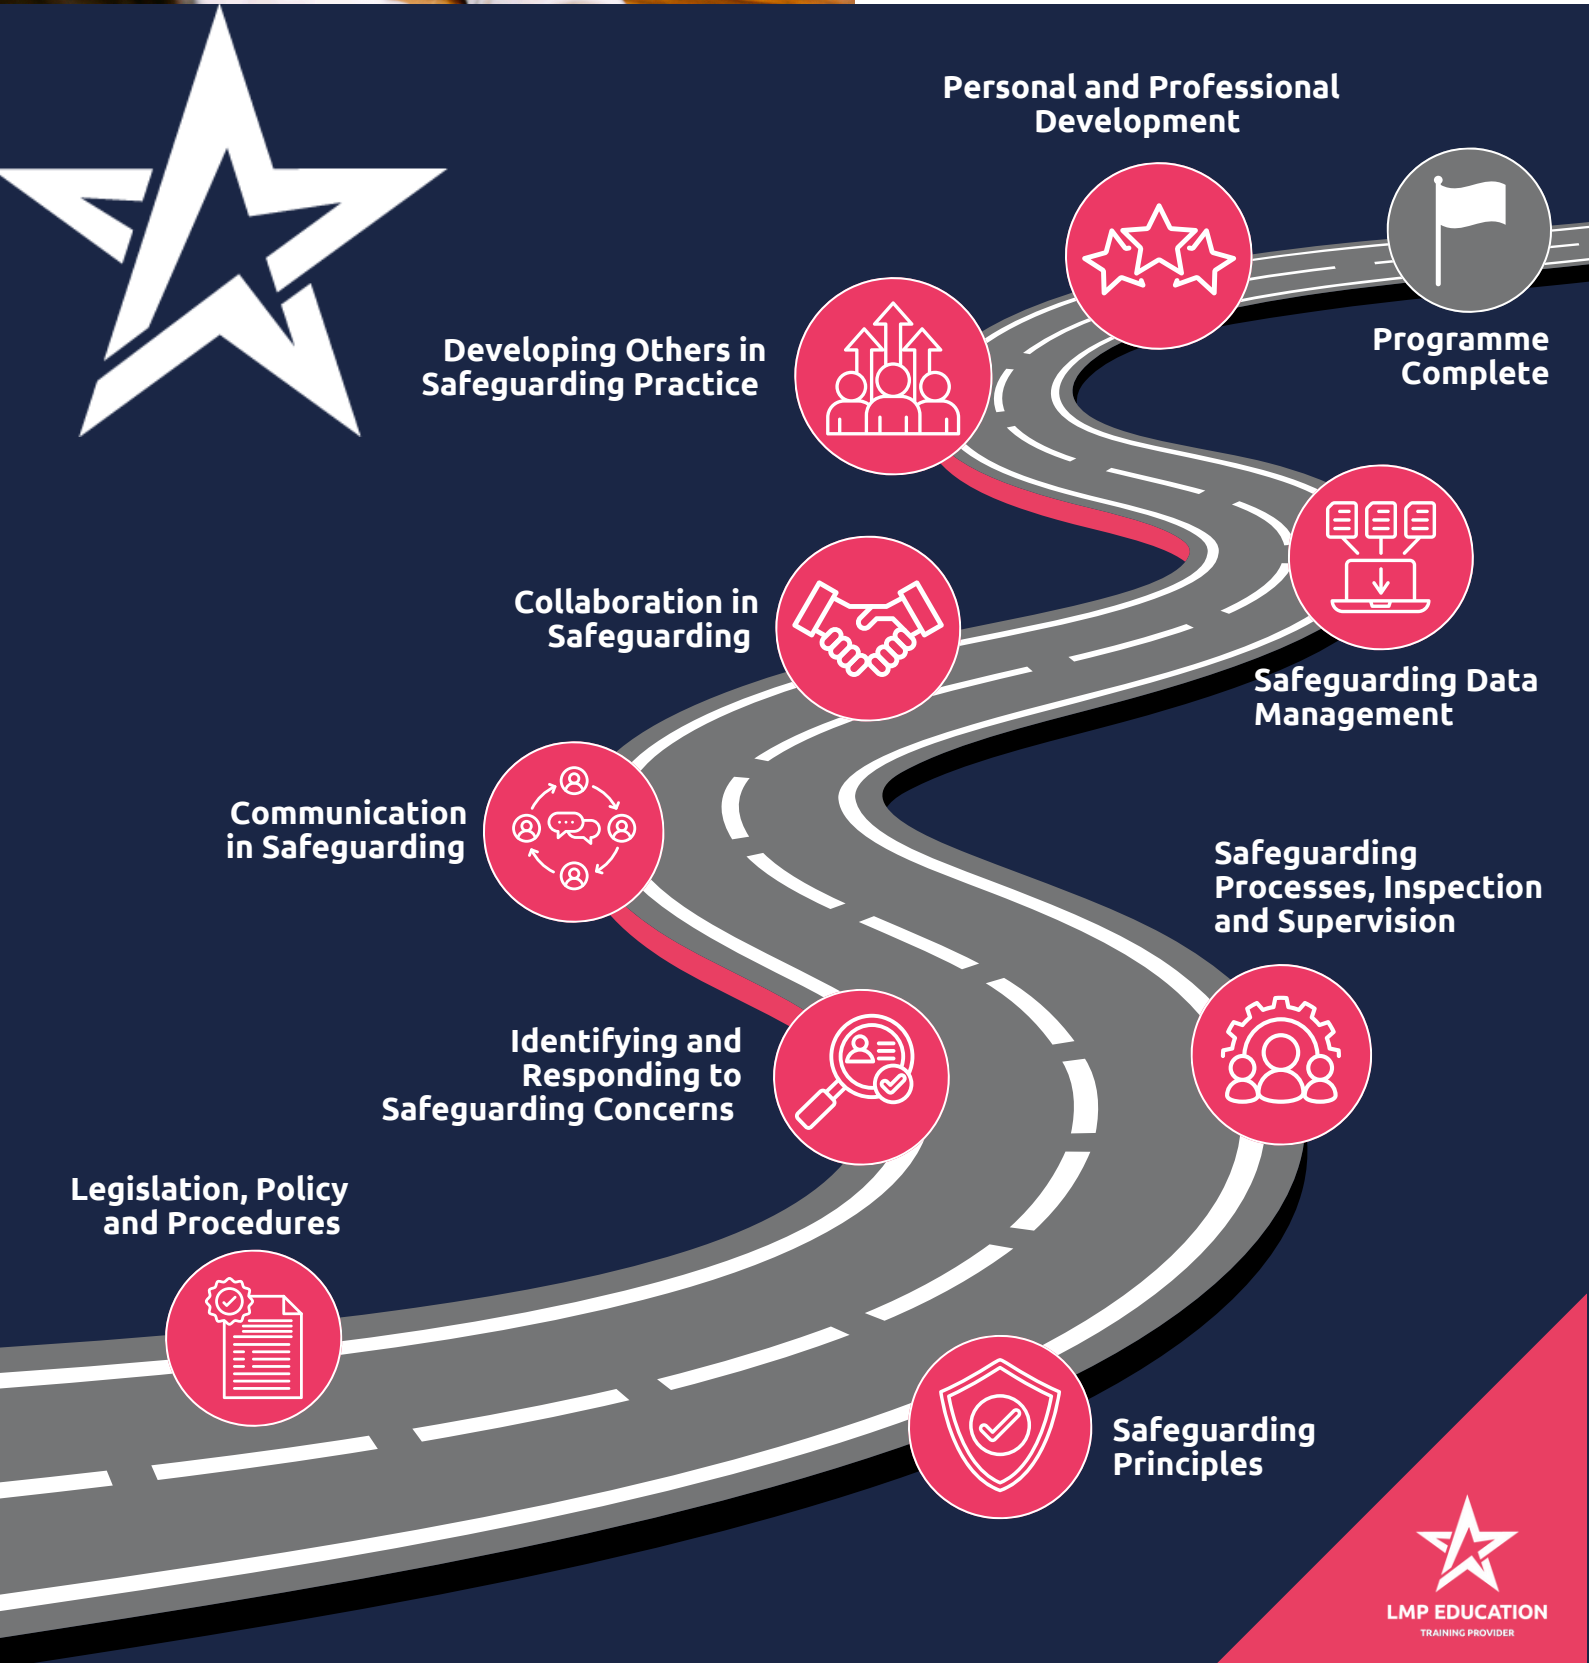 Personal and Professional
Development
Programme
Complete
Developing Others in
Safeguarding Practice
Collaboration in
Safeguarding
Safeguarding Data
Management
Communication
in Safeguarding
Safeguarding
Processes, Inspection
and Supervision
Identifying and
Responding to
Safeguarding Concerns
Legislation, Policy
and Procedures
Safeguarding
Principles
LMP EDUCATION
TRAINING PROVIDER